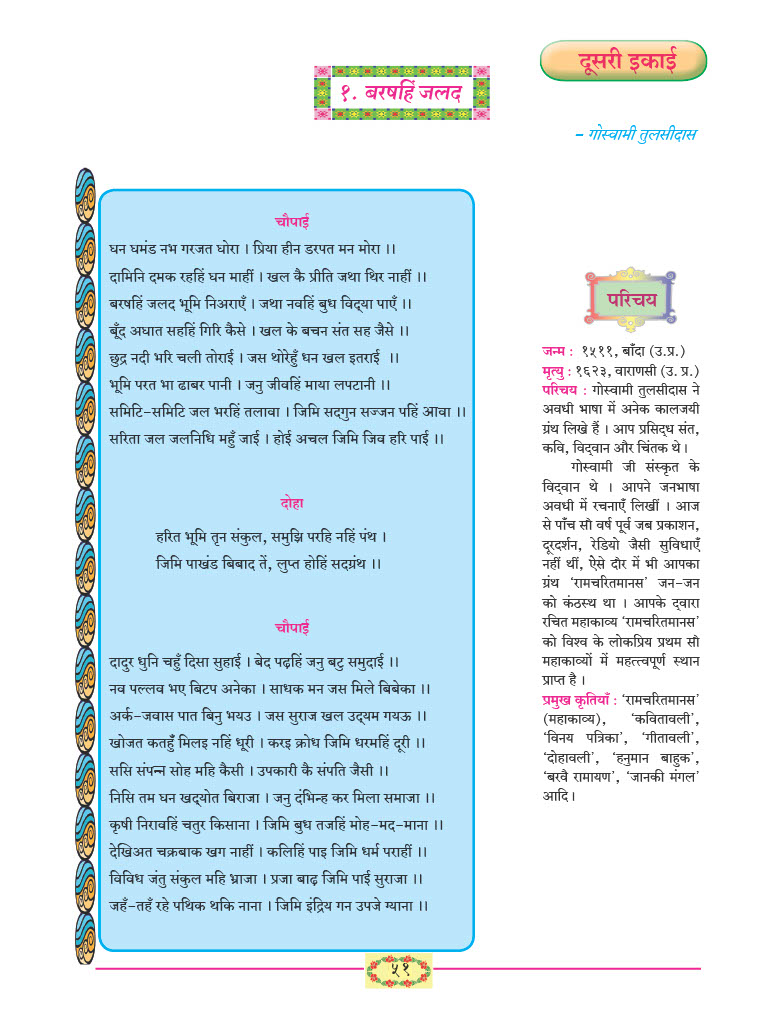 दूसरी इकाई
१. बरषहिं जलद
– गोस्वामी तुलसीदास
चौपाई
घन घमंड नभ गरजत घोरा । प्रिया हीन डरपत मन मोरा ।।
दामिनि दमक रहहिं घन माहीं । खल कै प्रीति जथा थिर नाहीं ।।
बरषहिं जलद भूमि निअराएँ । जथा नवहिं बुध विद्‍या पाएँ ।।
बूँद अघात सहहिं गिरि कैसे । खल के बचन संत सह जैसे ।।
छुद्र नदी भरि चली तोराई । जस थोरेहुँ धन खल इतराई ।।
भूमि परत भा ढाबर पानी । जनु जीवहिं माया लपटानी ।।
समिटि-समिटि जल भरहिं तलावा । जिमि सद्‍गुन सज्जन पहिं आवा ।।
सरिता जल जलनिधि महुँ जाई । होई अचल जिमि जिव हरि पाई ।।
दोहा
हरित भूमि तृन संकुल, समुझि परहि नहिं पंथ ।
जिमि पाखंड बिबाद तें, लुप्त होहिं सद्‍ग्रंथ ।।
चौपाई
दादुर धुनि चहुँ दिसा सुहाई । बेद पढ़हिं जनु बटु समुदाई ।।
नव पल्लव भए बिटप अनेका । साधक मन जस मिले बिबेका ।।
अर्क-जवास पात बिनु भयउ । जस सुराज खल उद्‍यम गयऊ ।।
खोजत कतहुँ मिलइ नहिं धूरी । करइ क्रोध जिमि धरमहिं दूरी ।।
ससि संपन्न सोह महि कैसी । उपकारी कै संपति जैसी ।।
निसि तम घन खद्‍योत बिराजा । जनु दंभिन्ह कर मिला समाजा ।।
कृषी निरावहिं चतुर किसाना । जिमि बुध तजहिं मोह-मद-माना ।।
देखिअत चक्रबाक खग नाहीं । कलिहिं पाइ जिमि धर्म पराहीं ।।
विविध जंतु संकुल महि भ्राजा । प्रजा बाढ़ जिमि पाई सुराजा ।।
जहँ-तहँ रहे पथिक थकि नाना । जिमि इंद्रिय गन उपजे ग्याना ।।
परिचय
जन्म : १५११, बाँदा (उ.प्र.)
मृत्यु : १६२३, वाराणसी (उ. प्र.)
परिचय : गोस्वामी तुलसीदास ने
अवधी भाषा में अनेक कालजयी
ग्रंथ लिखे हैं । आप प्रसिद्‍ध संत,
कवि, विद्‍वान और चिंतक थे ।
गोस्वामी जी संस्कृत के
विद्‍वान थे । आपने जनभाषा
अवधी में रचनाएँ लिखीं । आज
से पाँच सौ वर्ष पूर्व जब प्रकाशन,
दूरदर्शन, रेडियो जैसी सुविधाएँ
नहीं थीं, ऐसे दौर में भी आपका
ग्रंथ ‘रामचरितमानस’ जन-जन
को कंठस्थ था । आपके द्‍वारा
रचित महाकाव्य ‘रामचरितमानस’
को विश्व के लोकप्रिय प्रथम सौ
महाकाव्यों में महत्त्वपूर्ण स्थान
प्राप्त है ।
प्रमुख कृतियाँ : ‘रामचरितमानस’
(महाकाव्य), ‘कवितावली’,
‘विनय पत्रिका’, ‘गीतावली’,
‘दोहावली’, ‘हनुमान बाहुक’,
‘बरवै रामायण’, ‘जानकी मंगल’
आदि ।
५१